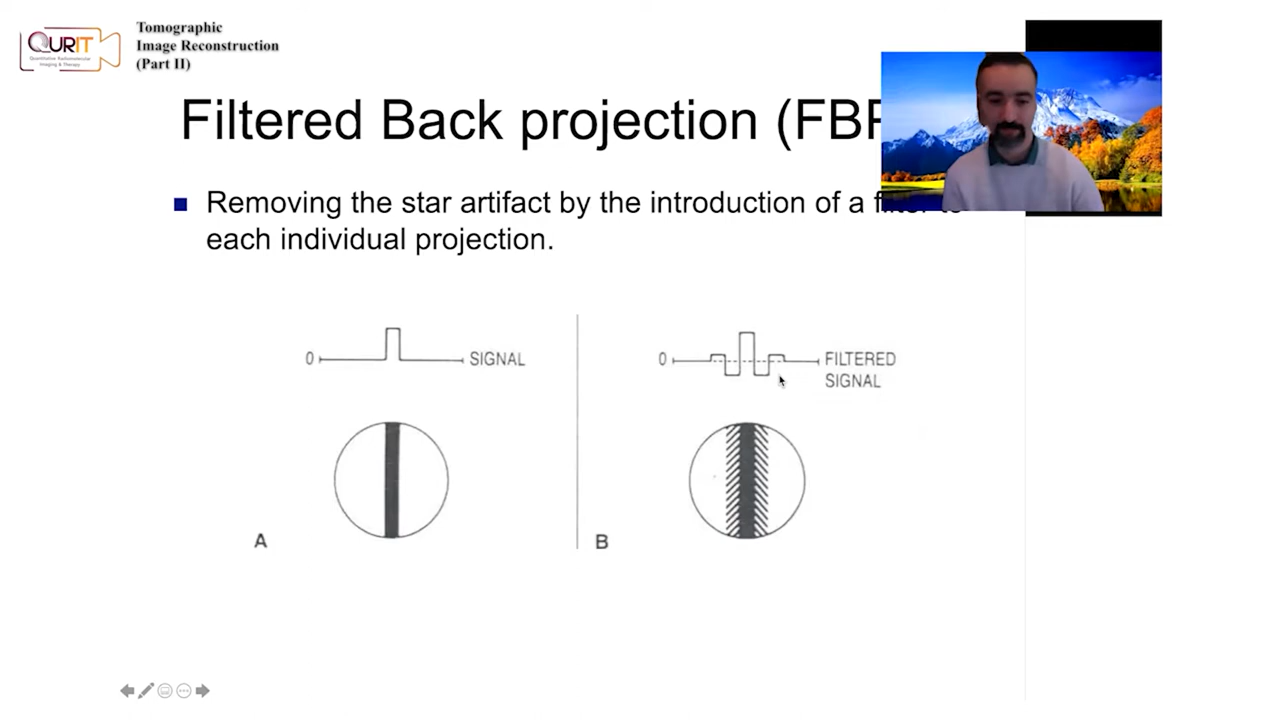 QURIT
Quantitative Radiomolecular
Imaging & Therapy
Tomographic
Image Reconstruction
(Part II)
Filtered Back projection (FBP
Removing the star artifact by the introduction of a filter to
each individual projection.
0 SIGNAL
0 FILTERED
SIGNAL
A
B